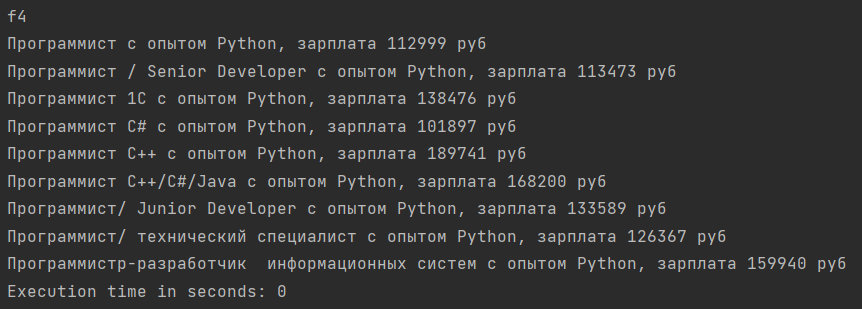 f4
Программист с опытом Python, зарплата 112999 руб
Программист / Senior Developer с опытом Python, зарплата 113473 руб
Программист 1С с опытом Python, зарплата 138476 руб
Программист C# с опытом Python, зарплата 101897 руб
Программист C++ с опытом Python, зарплата 189741 руб
Программист C++/C#/Java с опытом Python, зарплата 168200 руб
Программист/ Junior Developer с опытом Python, зарплата 133589 руб
Программист/ технический специалист с опытом Python, зарплата 126367 руб
Программистр-разработчик  информационных систем с опытом Python, зарплата 159940 руб
Execution time in seconds: 0